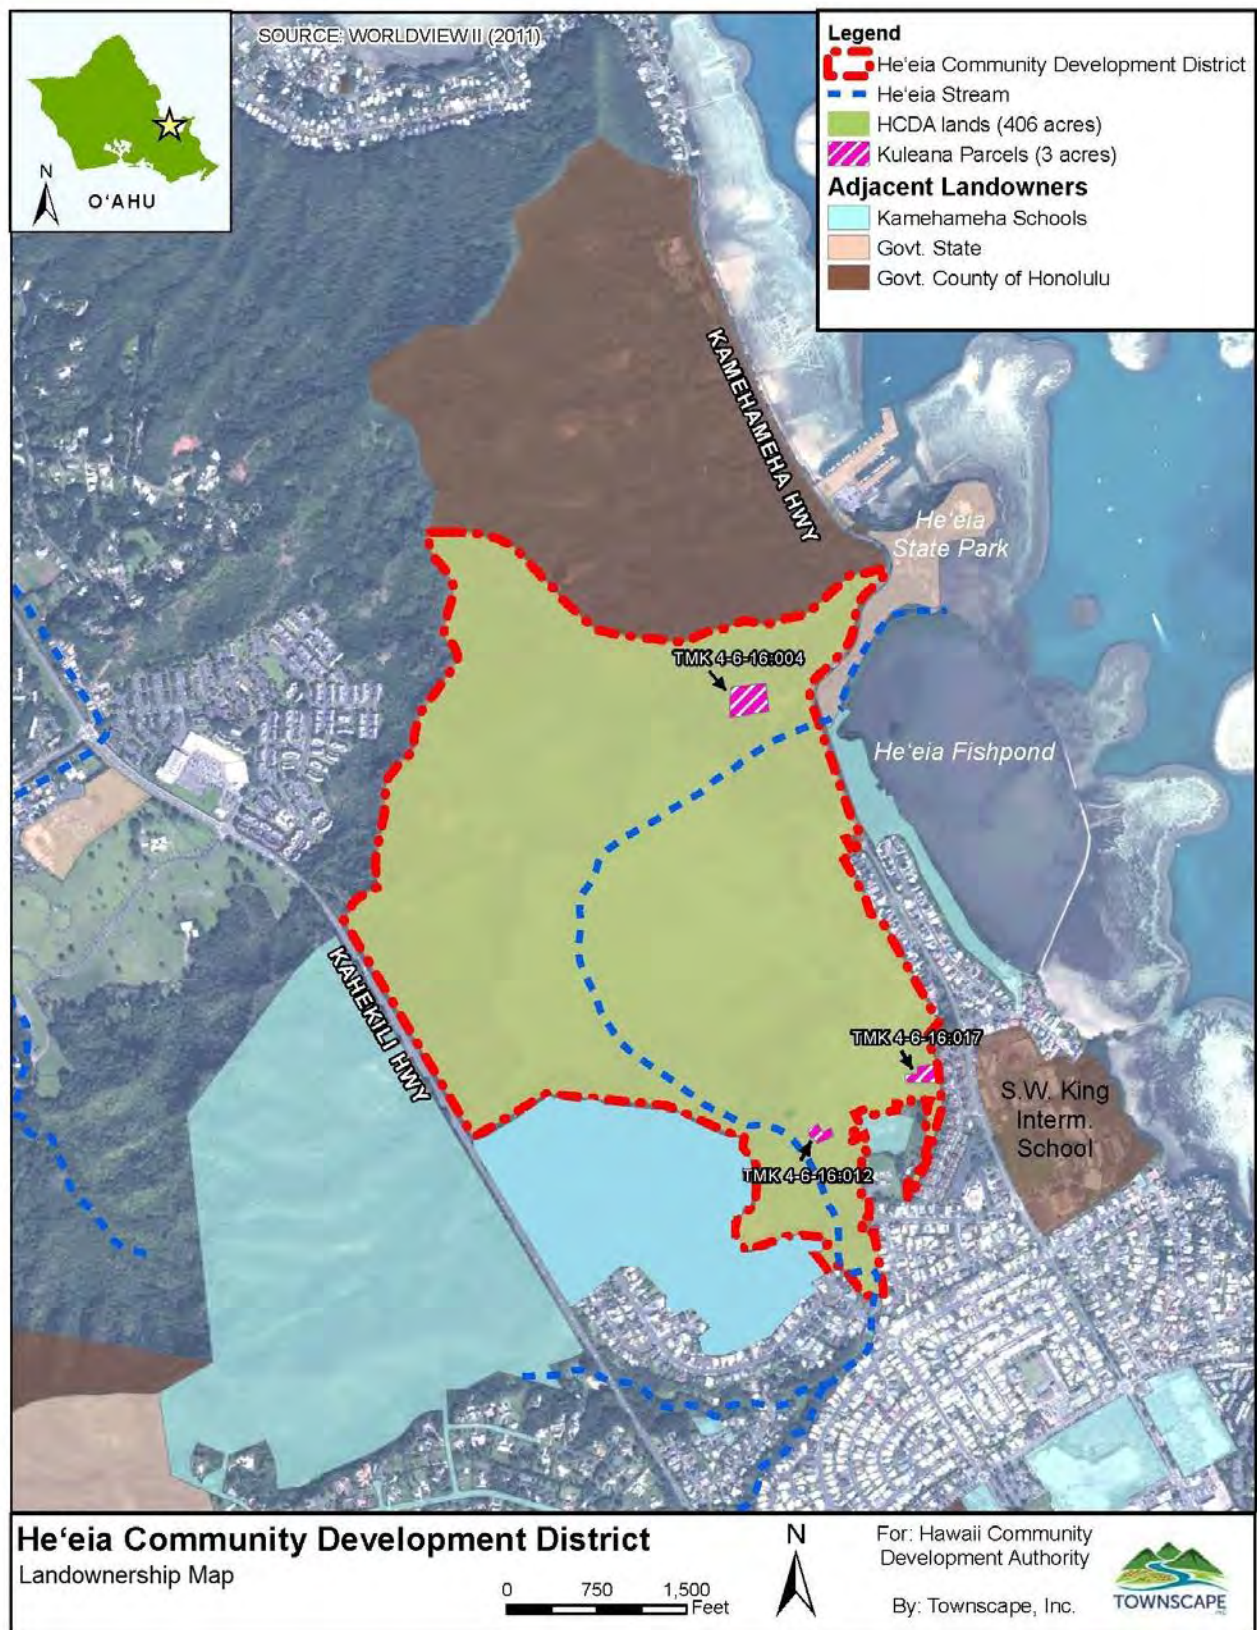 SOURCE: WORLDVIEW II (2011)
N
O‘AHU
Legend
He‘eia Community Development District
He‘eia Stream
HCDA lands (406 acres)
Kuleana Parcels (3 acres)
Adjacent Landowners
Kamehameha Schools
Govt. State
Govt. County of Honolulu
KAMEHAMEHA HWY
He‘eia
State Park
TMK 4-6-16:004
He‘eia Fishpond
KAHEKILI HWY
TMK 4-6-16:017
S.W. King
Interm.
School
TMK 4-6-16:012
He‘eia Community Development District
Landownership Map
0 750 1,500
Feet
N
For: Hawaii Community
Development Authority
By: Townscape, Inc.
TOWNSCAPE